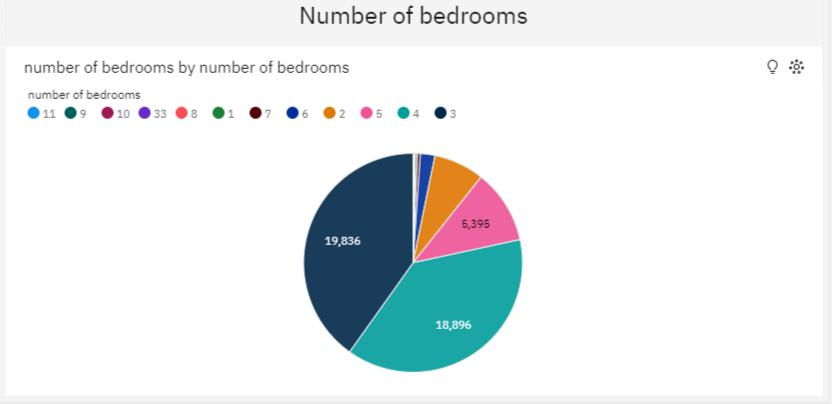 Number of bedrooms
number of bedrooms by number of bedrooms
number of bedrooms
11 9 10 33 8 1 7 6 2 5 4 3
5,395
19,836
18,896